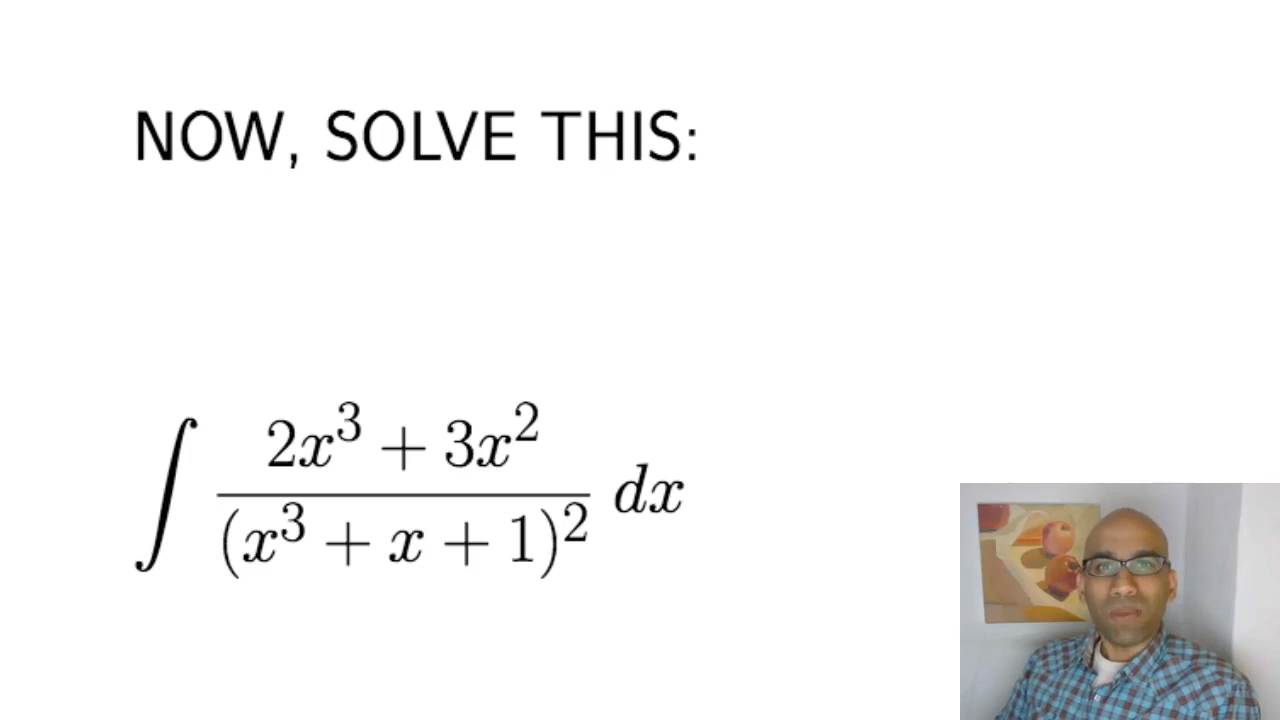 NOW, SOLVE THIS:
∫ (2x³ + 3x²) / (x³ + x + 1)² dx